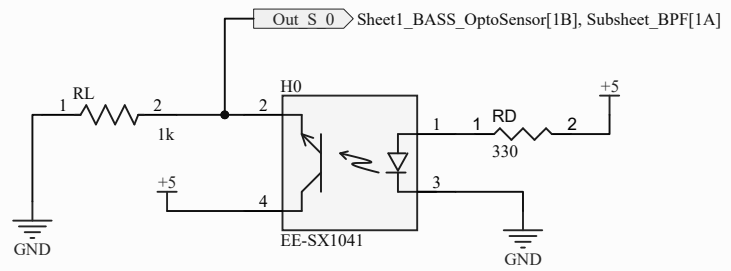 Out_S_0 Sheet1_BASS_OptoSensor[1B], Subsheet_BPF[1A]
H0
RL
1 2
1k
2
+5
4
EE-SX1041
GND
1
3
1 RD 2
330
+5
GND